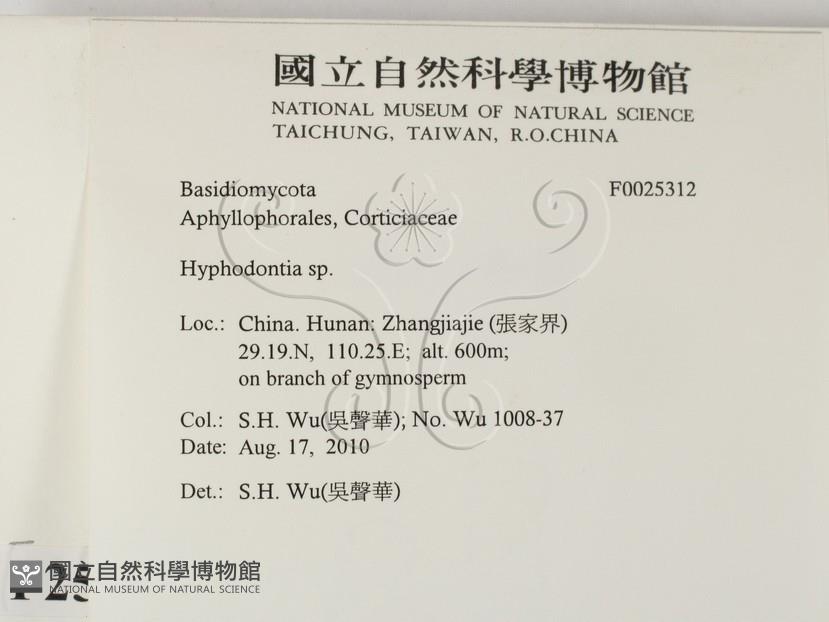 國立自然科學博物館
NATIONAL MUSEUM OF NATURAL SCIENCE
TAICHUNG, TAIWAN, R.O.CHINA
Basidiomycota F0025312
Aphyllophorales, Corticiaceae
Hyphodontia sp.
Loc.: China. Hunan: Zhangjiajie (張家界)
29.19.N, 110.25.E; alt. 600m;
on branch of gymnosperm
Col.: S.H. Wu(吳聲華); No. Wu 1008-37
Date: Aug. 17, 2010
Det.: S.H. Wu(吳聲華)
國立自然科學博物館
NATIONAL MUSEUM OF NATURAL SCIENCE